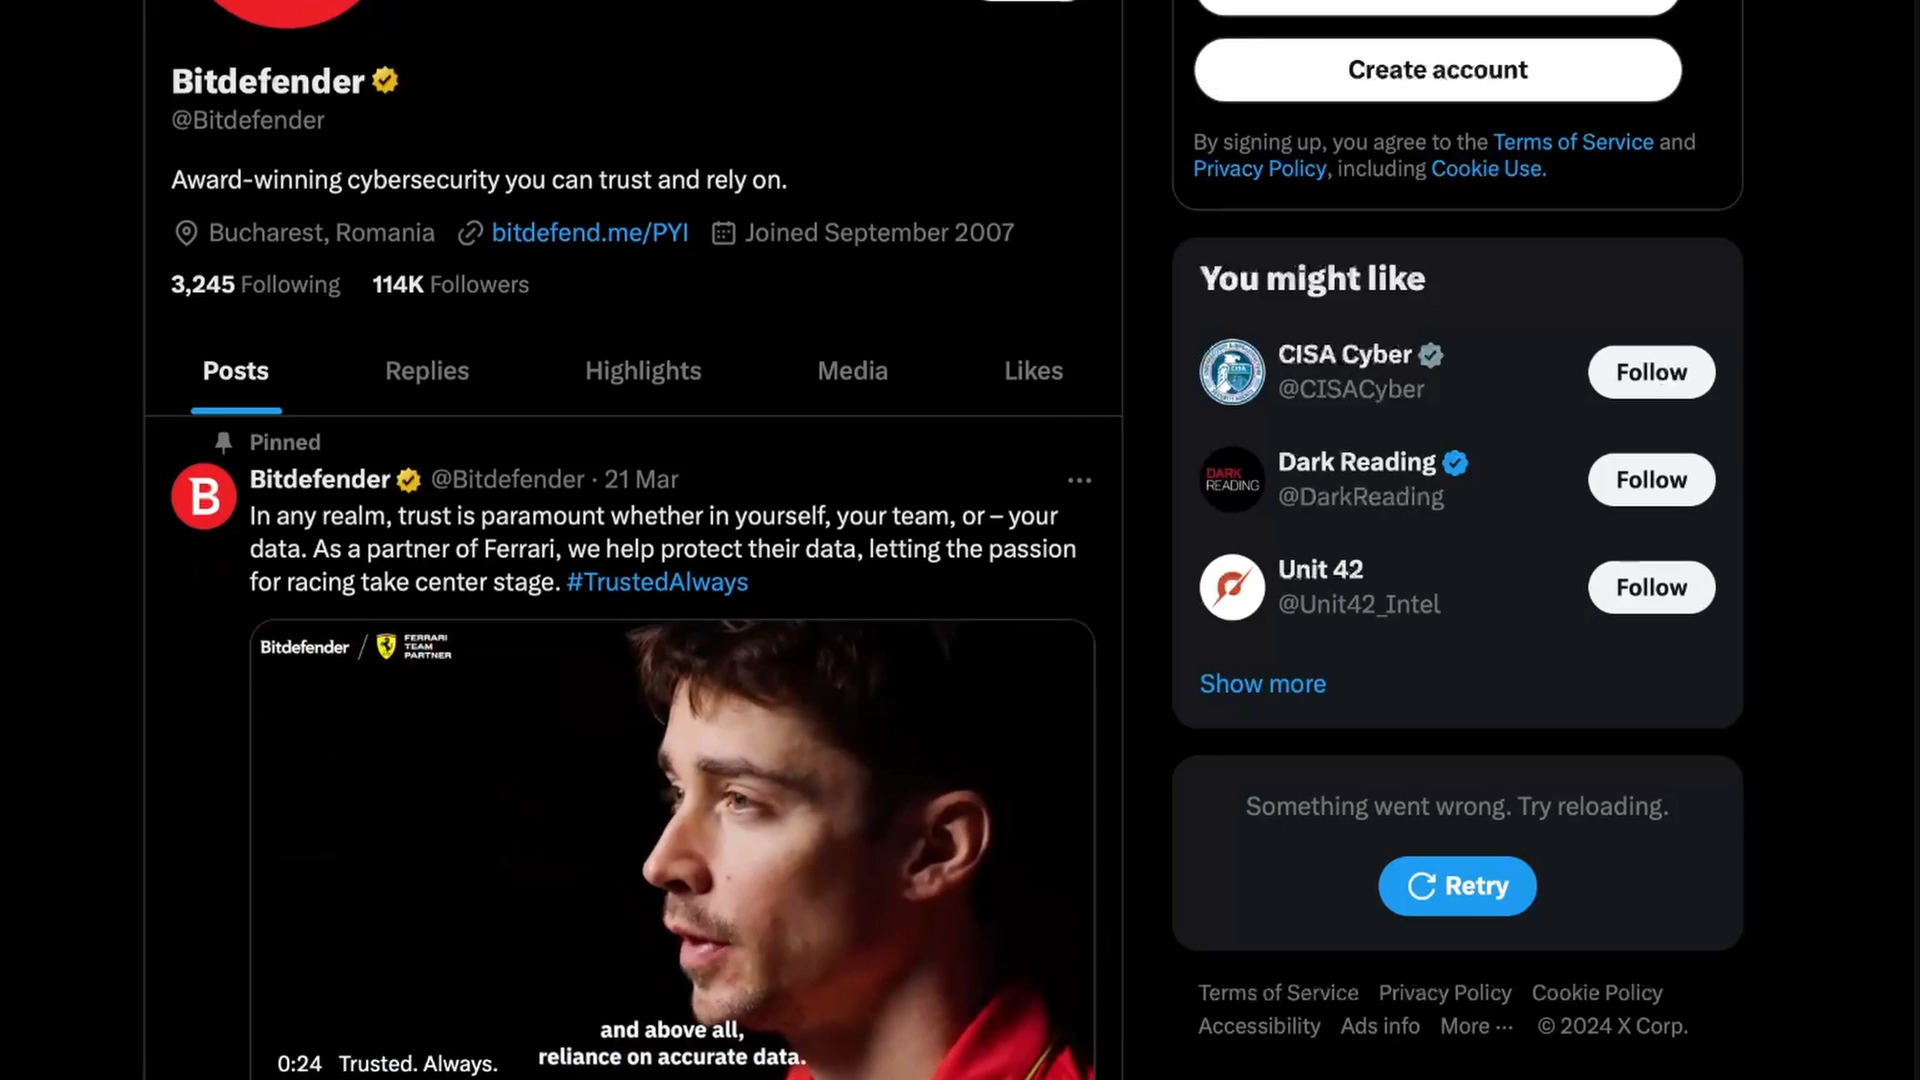 Bitdefender
@Bitdefender
Award-winning cybersecurity you can trust and rely on.
Bucharest, Romania bitdefend.me/PYI Joined September 2007
3,245 Following 114K Followers
Posts Replies Highlights Media Likes
Pinned
Bitdefender @Bitdefender · 21 Mar
In any realm, trust is paramount whether in yourself, your team, or – your
data. As a partner of Ferrari, we help protect their data, letting the passion
for racing take center stage. #TrustedAlways
B
Bitdefender / FERRARI
TEAM
PARTNER
and above all,
reliance on accurate data.
0:24 Trusted. Always.
Create account
By signing up, you agree to the Terms of Service and
Privacy Policy, including Cookie Use.
You might like
CISA Cyber
@CISACyber
Follow
DARK
READING
Dark Reading
@DarkReading
Follow
Unit 42
@Unit42_Intel
Follow
Show more
Something went wrong. Try reloading.
Retry
Terms of Service Privacy Policy Cookie Policy
Accessibility Ads info More ··· © 2024 X Corp.